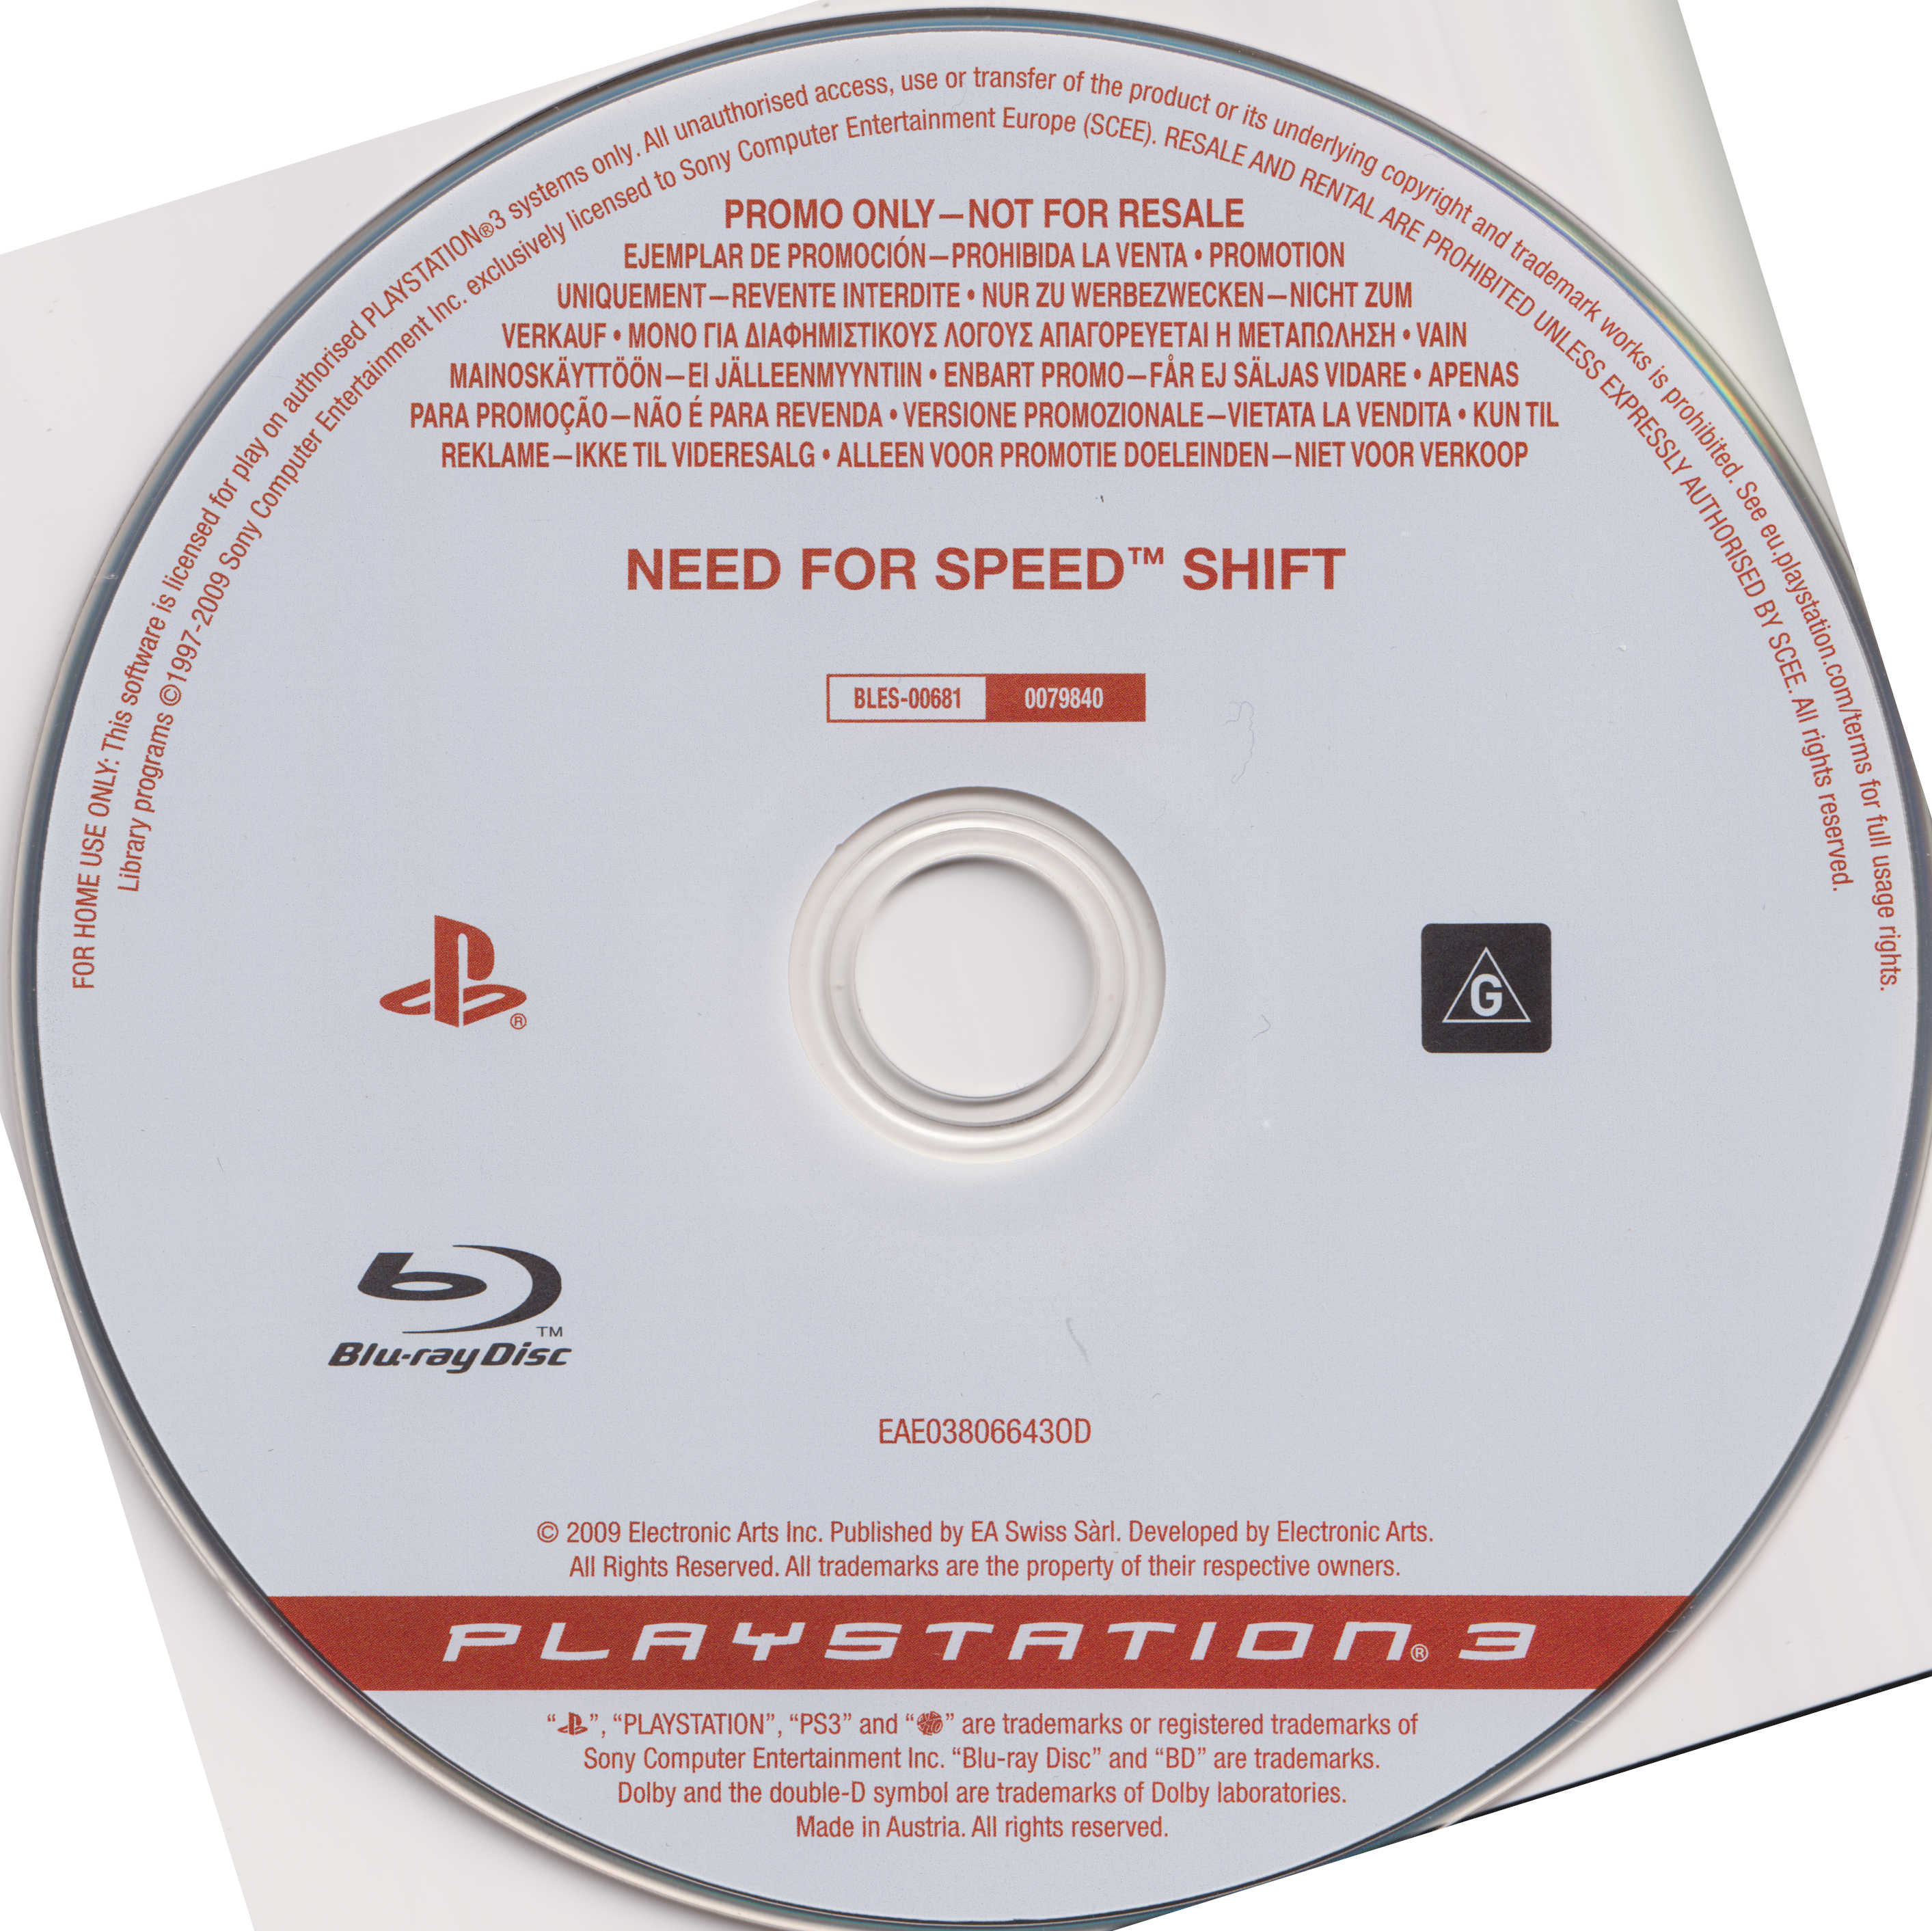 FOR HOME USE ONLY: This software is licensed for play on authorised PLAYSTATION®3 systems only. All unauthorised access, use or transfer of the product or its underlying copyright and trademark works is prohibited. See eu.playstation.com/terms for full usage rights.
Library programs ©1997-2009 Sony Computer Entertainment Inc. exclusively licensed to Sony Computer Entertainment Europe (SCEE). RESALE AND RENTAL ARE PROHIBITED UNLESS EXPRESSLY AUTHORISED BY SCEE. All rights reserved.
PROMO ONLY—NOT FOR RESALE
EJEMPLAR DE PROMOCIÓN—PROHIBIDA LA VENTA • PROMOTION
UNIQUEMENT—REVENTE INTERDITE • NUR ZU WERBEZWECKEN—NICHT ZUM
VERKAUF • ΜΟΝΟ ΓΙΑ ΔΙΑΦΗΜΙΣΤΙΚΟΥΣ ΛΟΓΟΥΣ ΑΠΑΓΟΡΕΥΕΤΑΙ Η ΜΕΤΑΠΩΛΗΣΗ • VAIN
MAINOSKÄYTTÖÖN—EI JÄLLEENMYYNTIIN • ENBART PROMO—FÅR EJ SÄLJAS VIDARE • APENAS
PARA PROMOÇÃO—NÃO É PARA REVENDA • VERSIONE PROMOZIONALE—VIETATA LA VENDITA • KUN TIL
REKLAME—IKKE TIL VIDERESALG • ALLEEN VOOR PROMOTIE DOELEINDEN—NIET VOOR VERKOOP
NEED FOR SPEED™ SHIFT
BLES-00681 0079840
®
G
TM
Blu-ray Disc
EAE03806643OD
© 2009 Electronic Arts Inc. Published by EA Swiss Sàrl. Developed by Electronic Arts.
All Rights Reserved. All trademarks are the property of their respective owners.
PLAYSTATION®3
“ ”, “PLAYSTATION”, “PS3” and “ ” are trademarks or registered trademarks of
Sony Computer Entertainment Inc. “Blu-ray Disc” and “BD” are trademarks.
Dolby and the double-D symbol are trademarks of Dolby laboratories.
Made in Austria. All rights reserved.